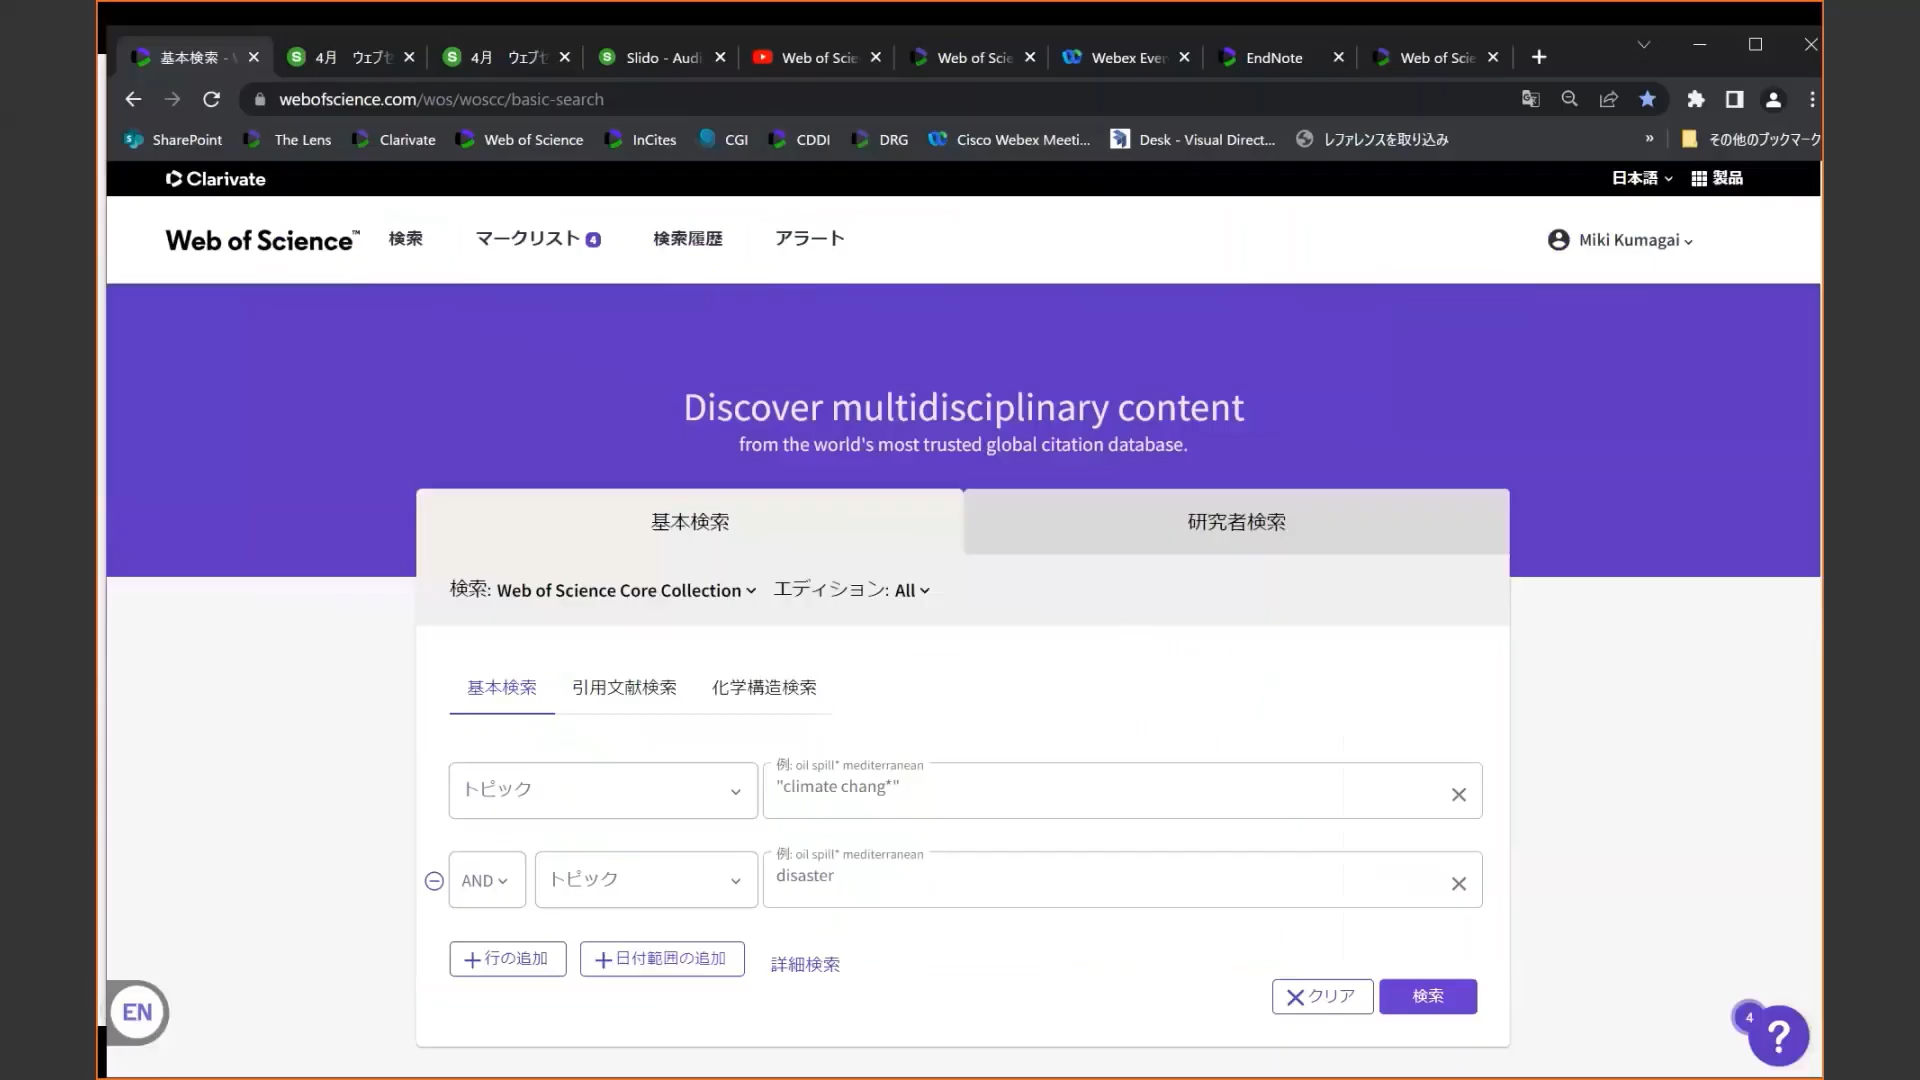 基本検索 -
4月 ウェブセ
4月 ウェブセ
Slido - Audi
Web of Scie
Web of Scie
Webex Even
EndNote
Web of Scie
webofscience.com/wos/woscc/basic-search
SharePoint
The Lens
Clarivate
Web of Science
InCites
CGI
CDDI
DRG
Cisco Webex Meeti...
Desk - Visual Direct...
レファレンスを取り込み
»
その他のブックマーク
Clarivate
日本語
製品
Web of Science™
検索
マークリスト 4
検索履歴
アラート
Miki Kumagai
Discover multidisciplinary content
from the world's most trusted global citation database.
基本検索
研究者検索
検索: Web of Science Core Collection
エディション: All
基本検索
引用文献検索
化学構造検索
トピック
例: oil spill* mediterranean
"climate chang*"
AND
トピック
例: oil spill* mediterranean
disaster
+行の追加
+日付範囲の追加
詳細検索
クリア
検索
EN
4
?